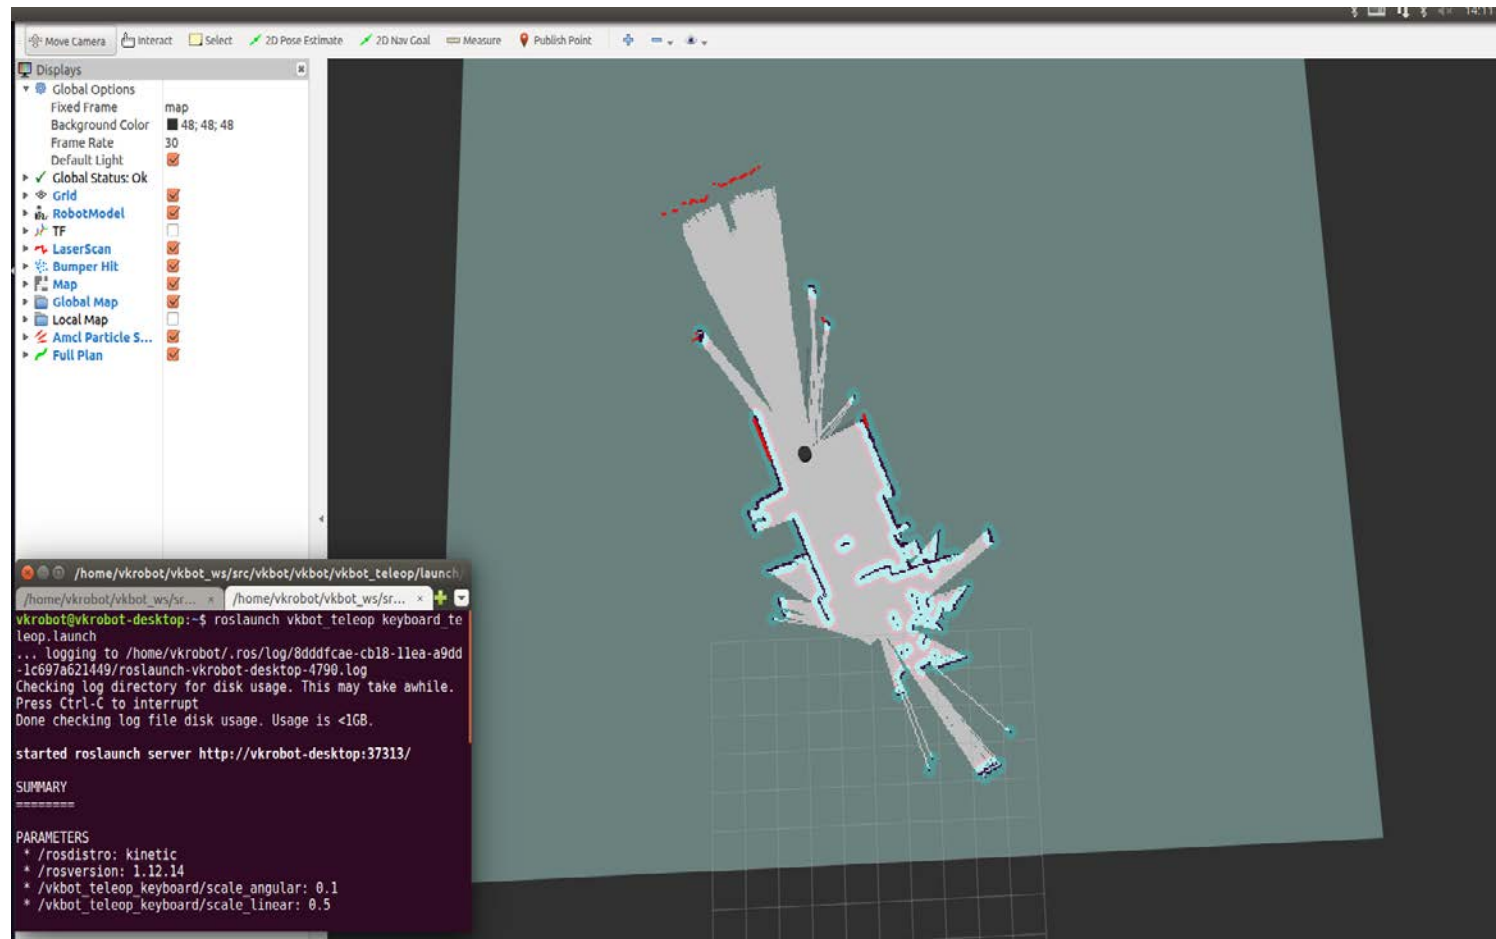 14:11
Move Camera Interact Select 2D Pose Estimate 2D Nav Goal Measure Publish Point
Displays
Global Options
Fixed Frame map
Background Color 48; 48; 48
Frame Rate 30
Default Light
Global Status: Ok
Grid
RobotModel
TF
LaserScan
Bumper Hit
Map
Global Map
Local Map
Amcl Particle S...
Full Plan
/home/vkrobot/vkbot_ws/src/vkbot/vkbot/vkbot_teleop/launch/
/home/vkrobot/vkbot_ws/sr... × /home/vkrobot/vkbot_ws/sr... ×
vkrobot@vkrobot-desktop:~$ roslaunch vkbot_teleop keyboard_te
leop.launch
... logging to /home/vkrobot/.ros/log/8dddfcae-cb18-11ea-a9dd
-1c697a621449/roslaunch-vkrobot-desktop-4790.log
Checking log directory for disk usage. This may take awhile.
Press Ctrl-C to interrupt
Done checking log file disk usage. Usage is <1GB.
started roslaunch server http://vkrobot-desktop:37313/
SUMMARY
========
PARAMETERS
* /rosdistro: kinetic
* /rosversion: 1.12.14
* /vkbot_teleop_keyboard/scale_angular: 0.1
* /vkbot_teleop_keyboard/scale_linear: 0.5